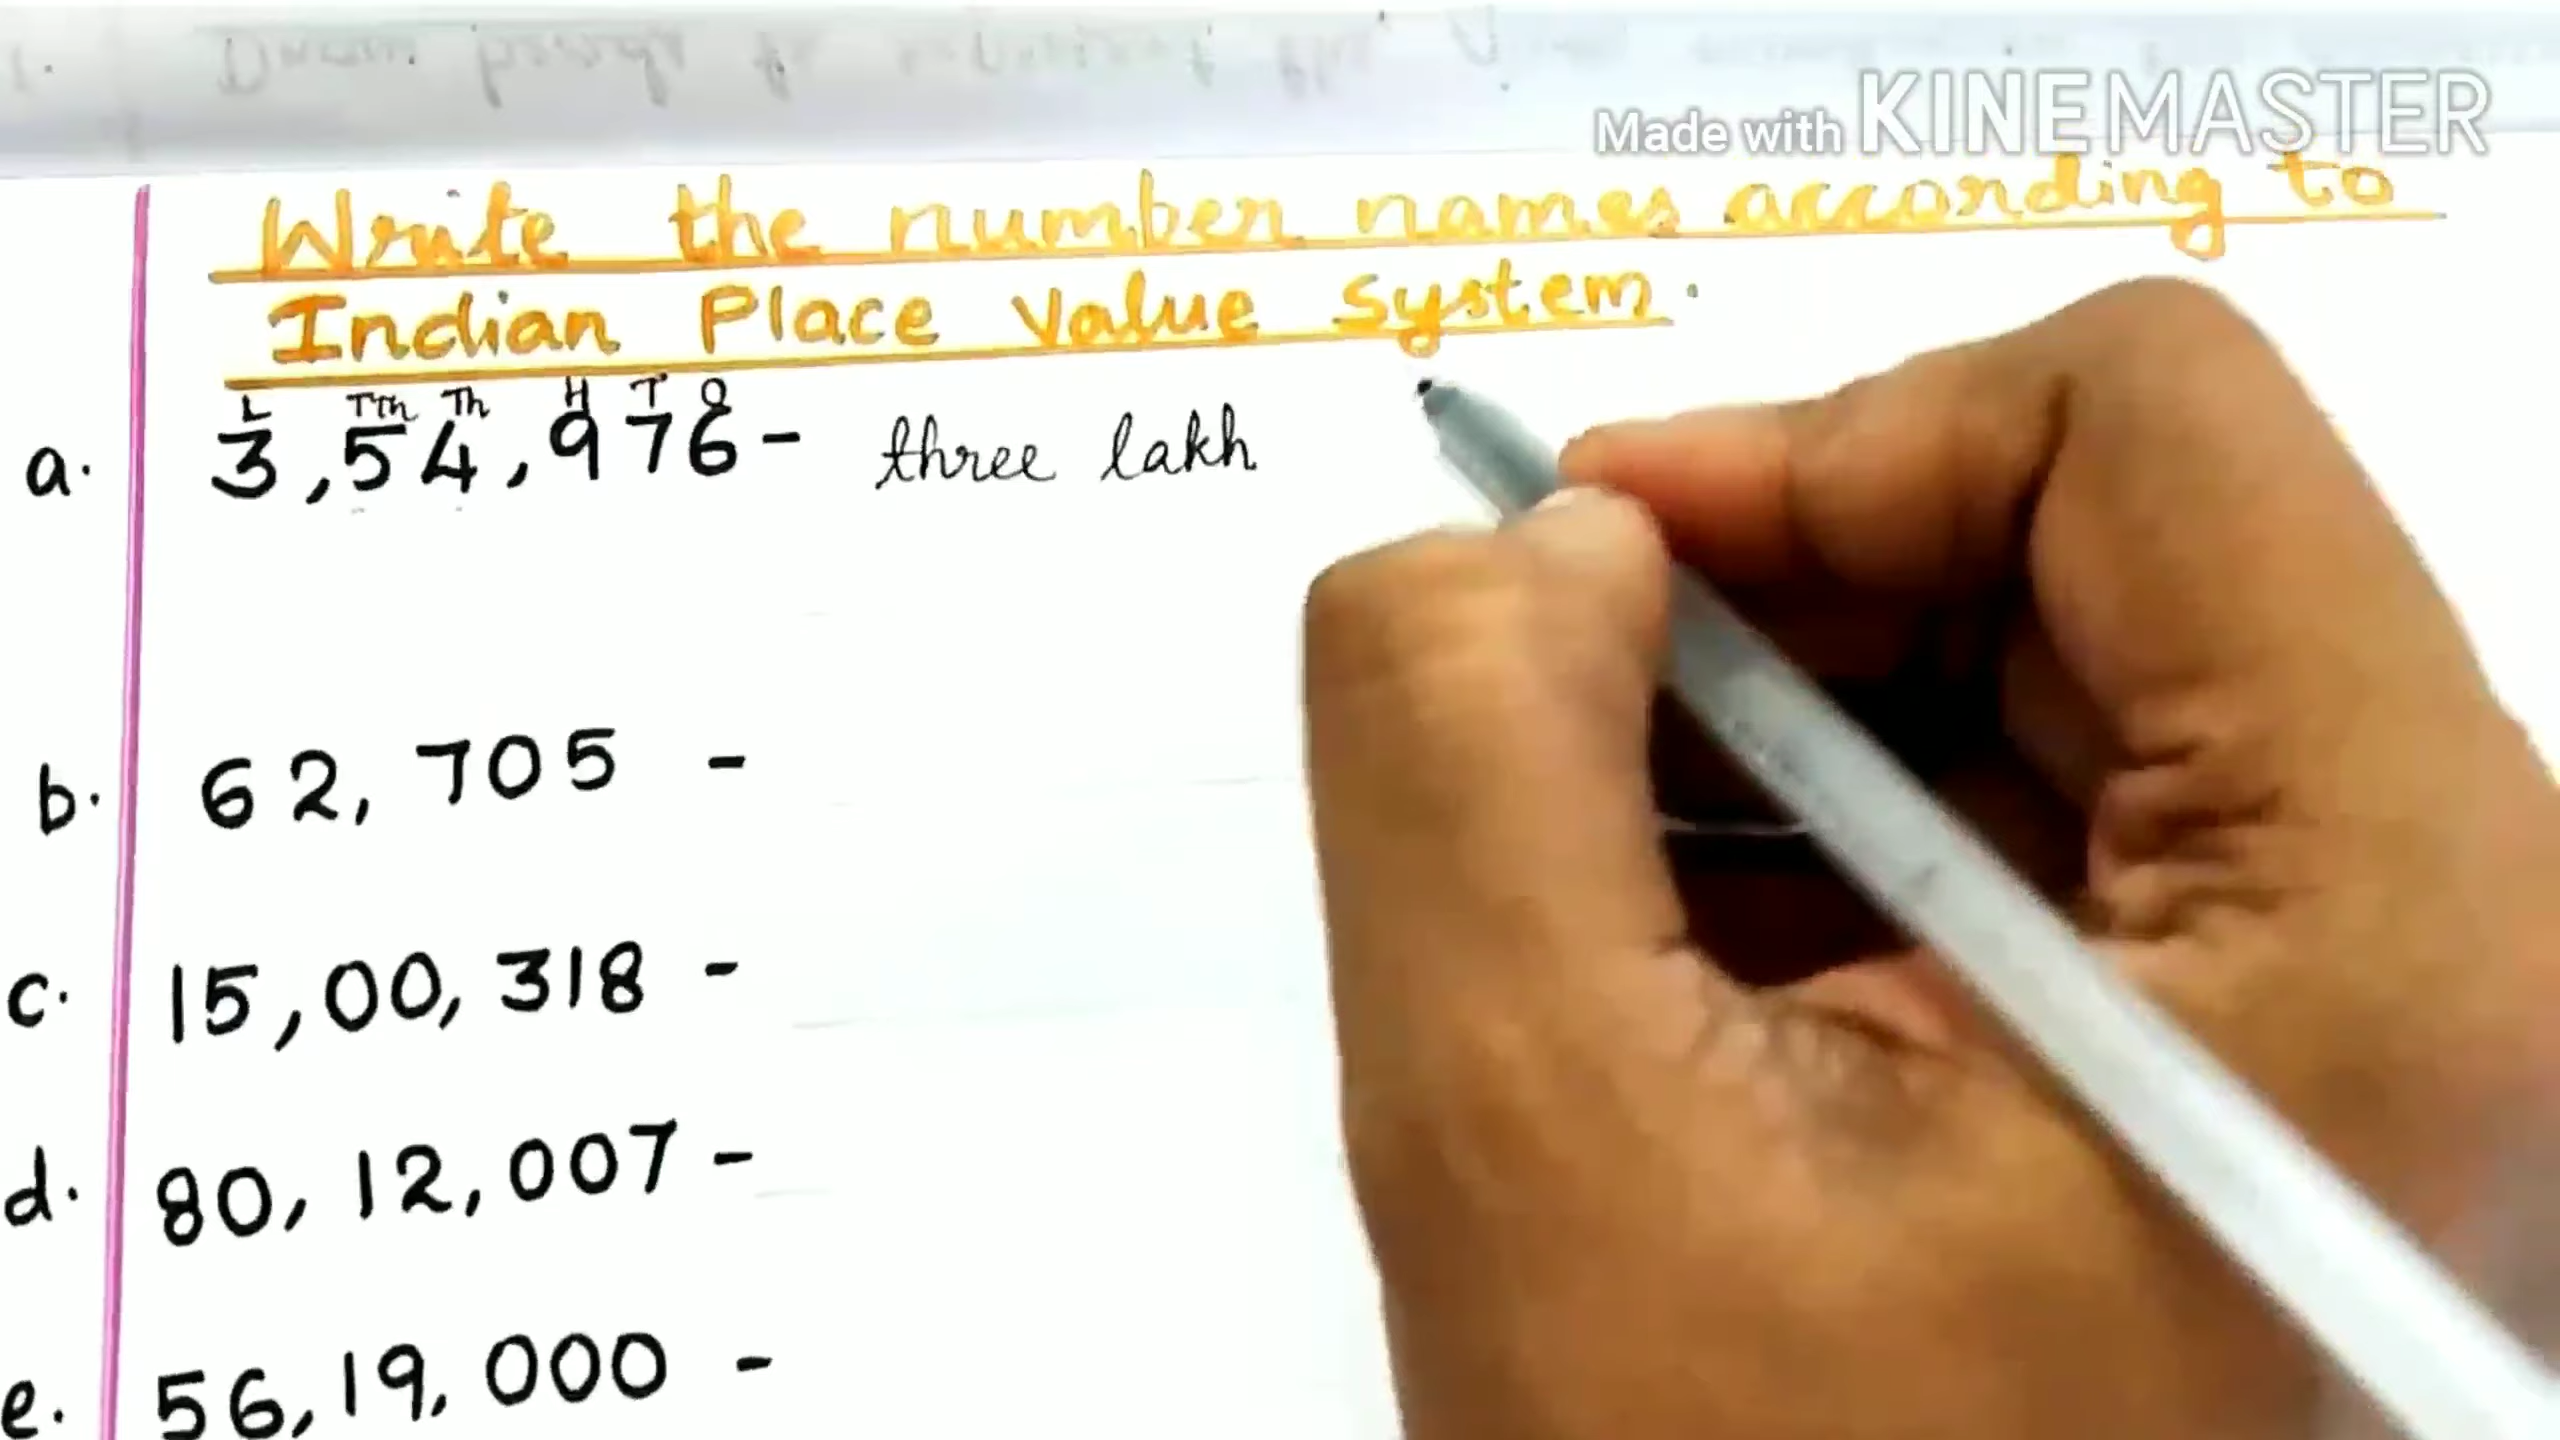 Made with KINEMASTER
Write the number names according to
Indian Place Value System.
L TTh Th H T O
a. 3,54,976 - three lakh
b. 62,705 -
c. 15,00,318 -
d. 80,12,007 -
e. 56,19,000 -